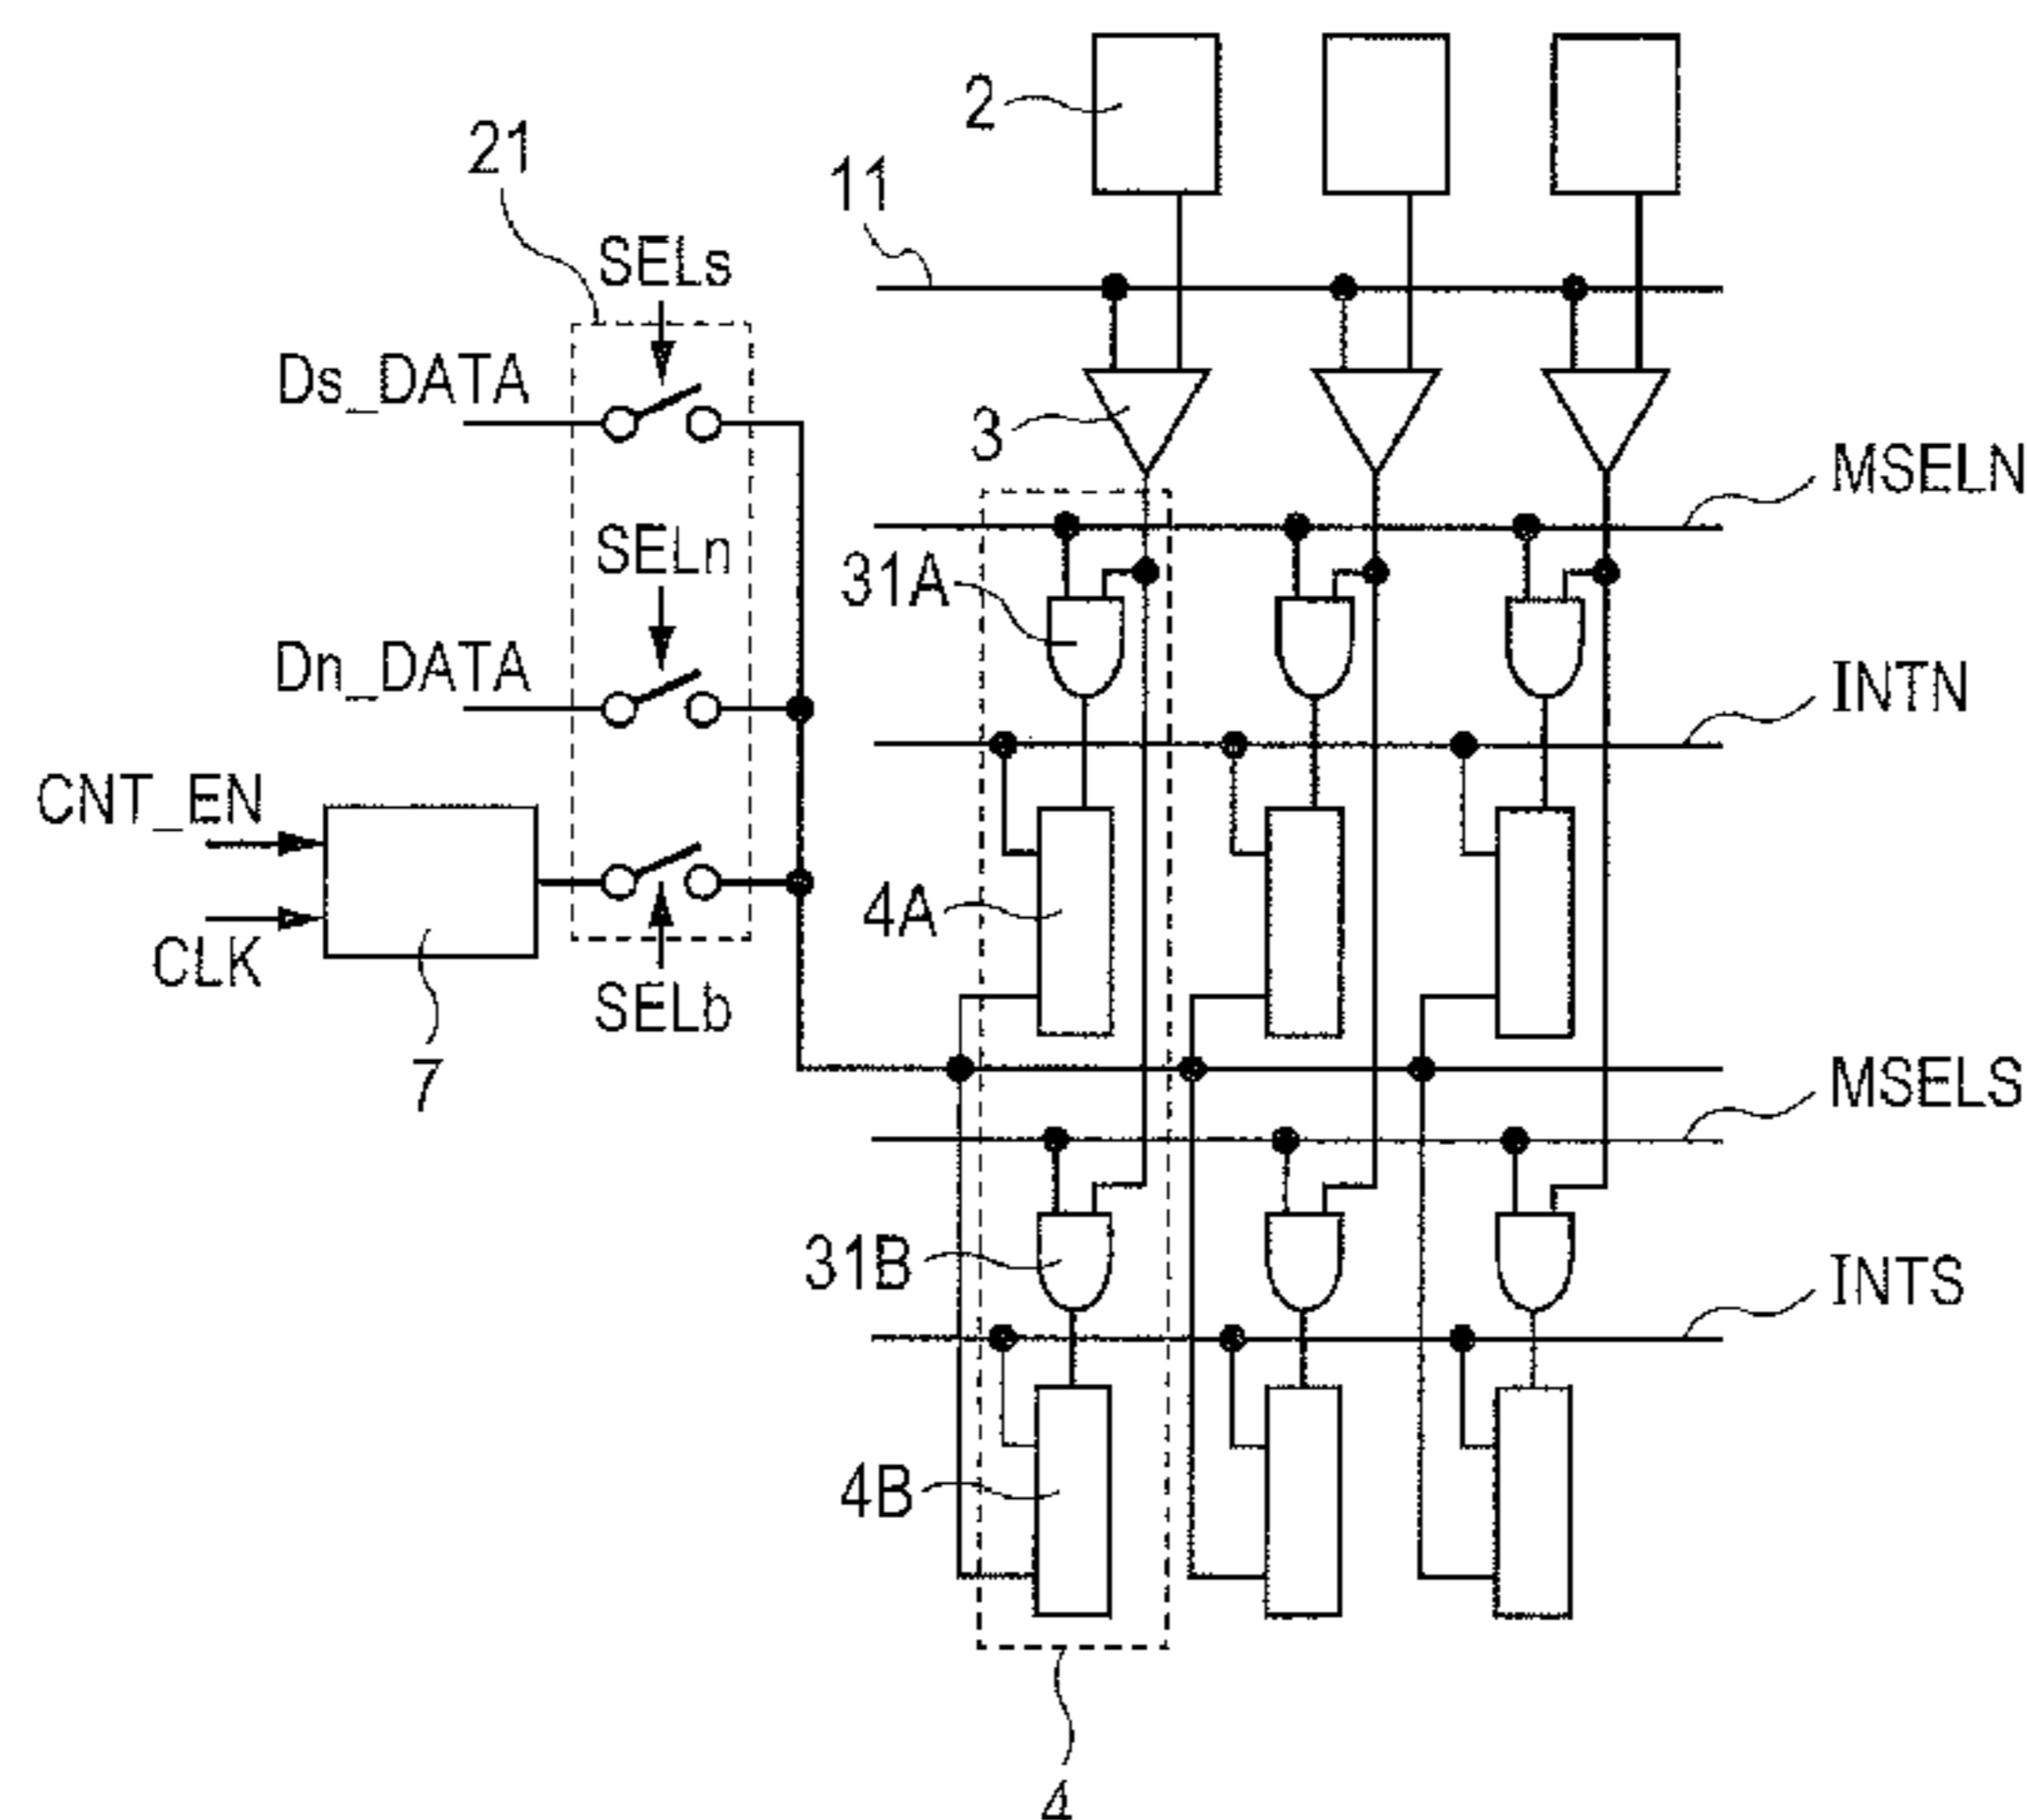 2
21
11
SELs
Ds_DATA
3
MSELN
SELn
31A
Dn_DATA
INTN
CNT_EN
4A
CLK
SELb
7
MSELS
31B
INTS
4B
4